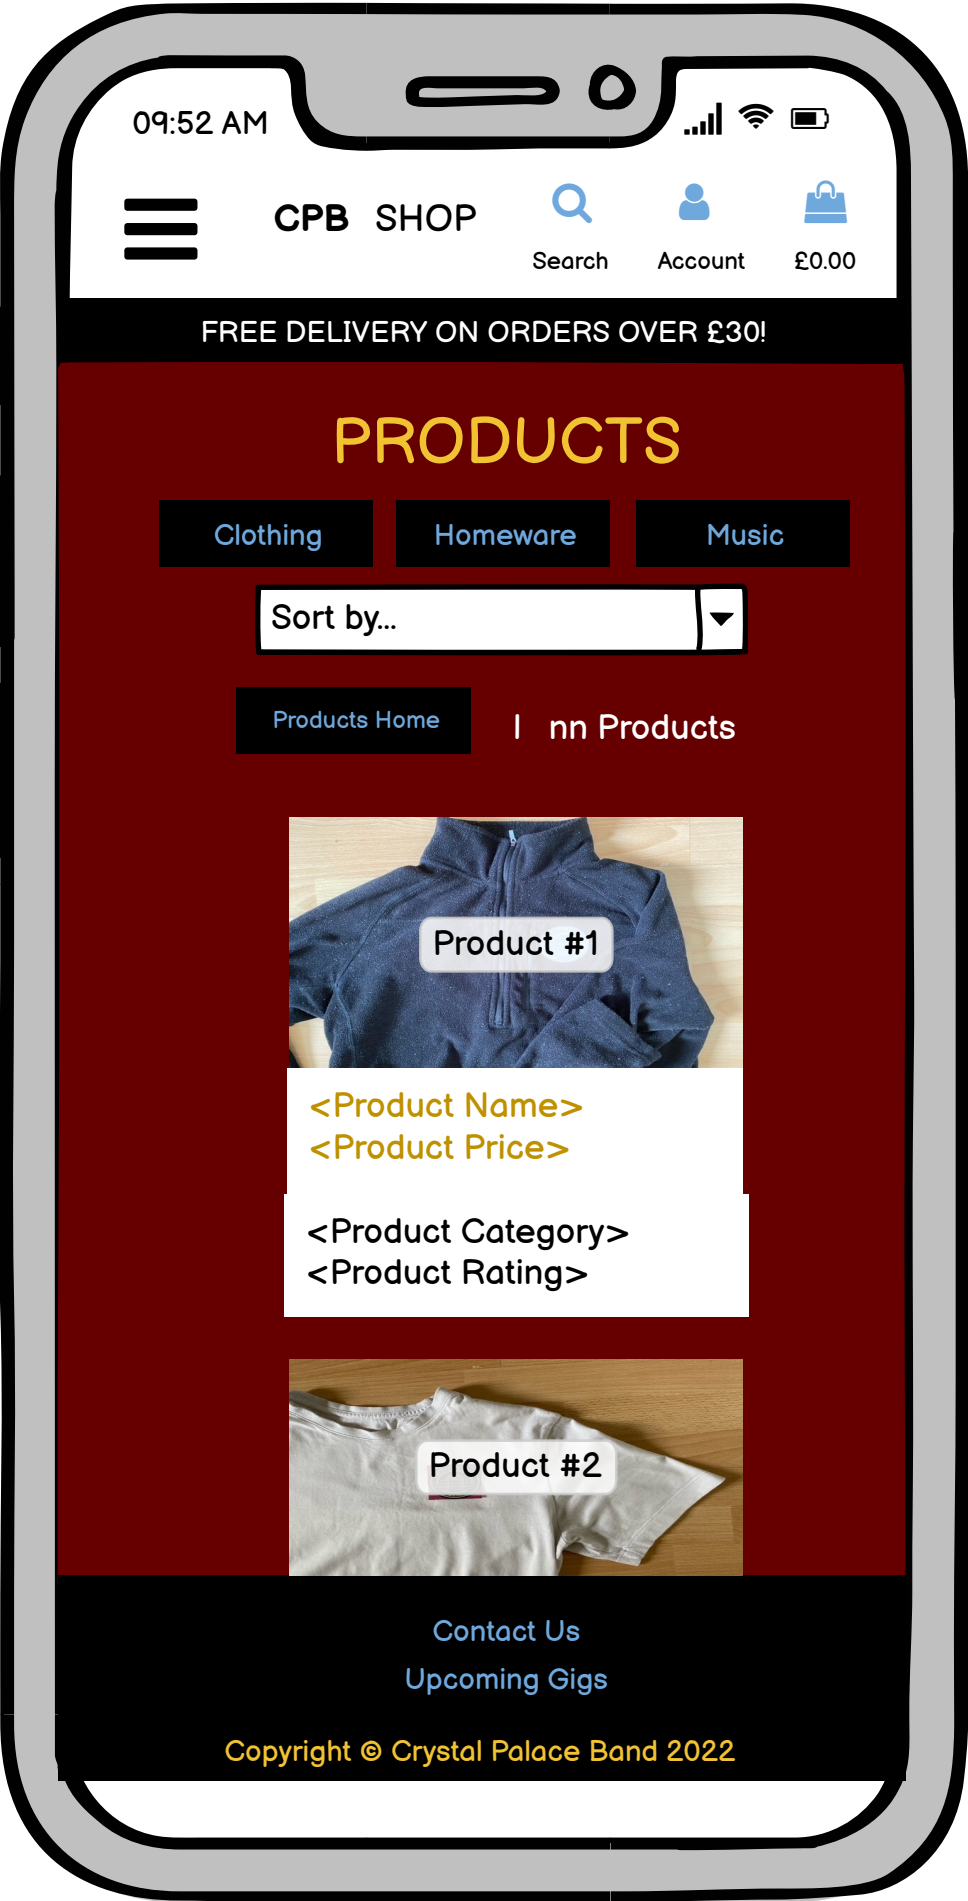 09:52 AM
CPB SHOP
Search
Account
£0.00
FREE DELIVERY ON ORDERS OVER £30!
PRODUCTS
Clothing
Homeware
Music
Sort by...
Products Home
| nn Products
Product #1
<Product Name>
<Product Price>
<Product Category>
<Product Rating>
Product #2
Contact Us
Upcoming Gigs
Copyright © Crystal Palace Band 2022